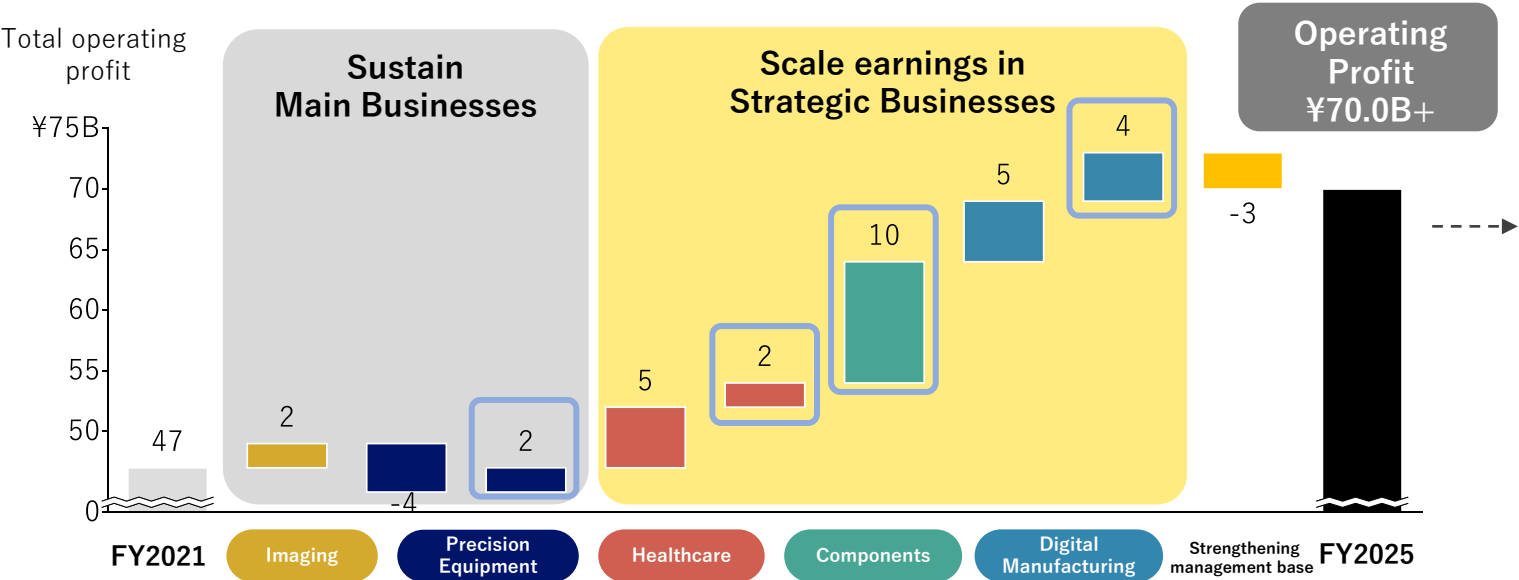 Total operating
profit
Sustain
Main Businesses
Scale earnings in
Strategic Businesses
Operating
Profit
¥70.0B+
¥75B
70
65
60
55
50
0
47
2
-4
2
5
2
10
5
4
-3
FY2021
Imaging
Precision
Equipment
Healthcare
Components
Digital
Manufacturing
Strengthening
management base
FY2025